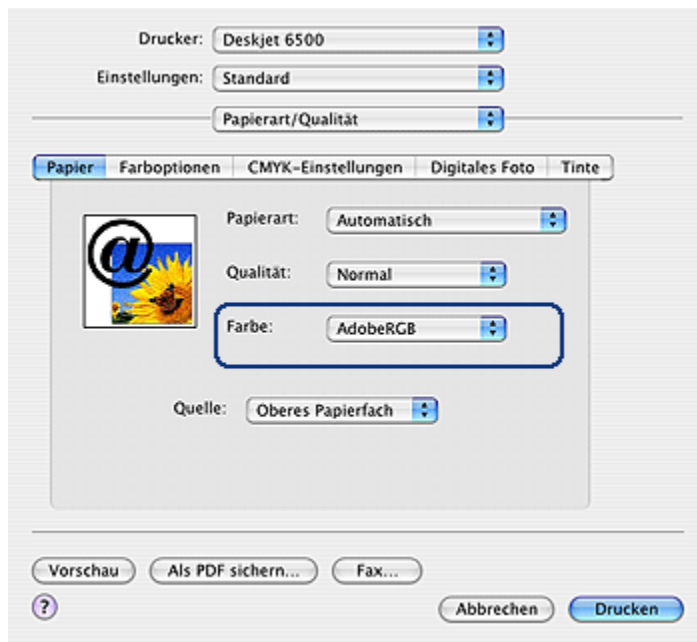 Drucker: Deskjet 6500
Einstellungen: Standard
Papierart/Qualität
Papier Farboptionen CMYK-Einstellungen Digitales Foto Tinte
@
Papierart: Automatisch
Qualität: Normal
Farbe: AdobeRGB
Quelle: Oberes Papierfach
Vorschau Als PDF sichern... Fax...
? Abbrechen Drucken